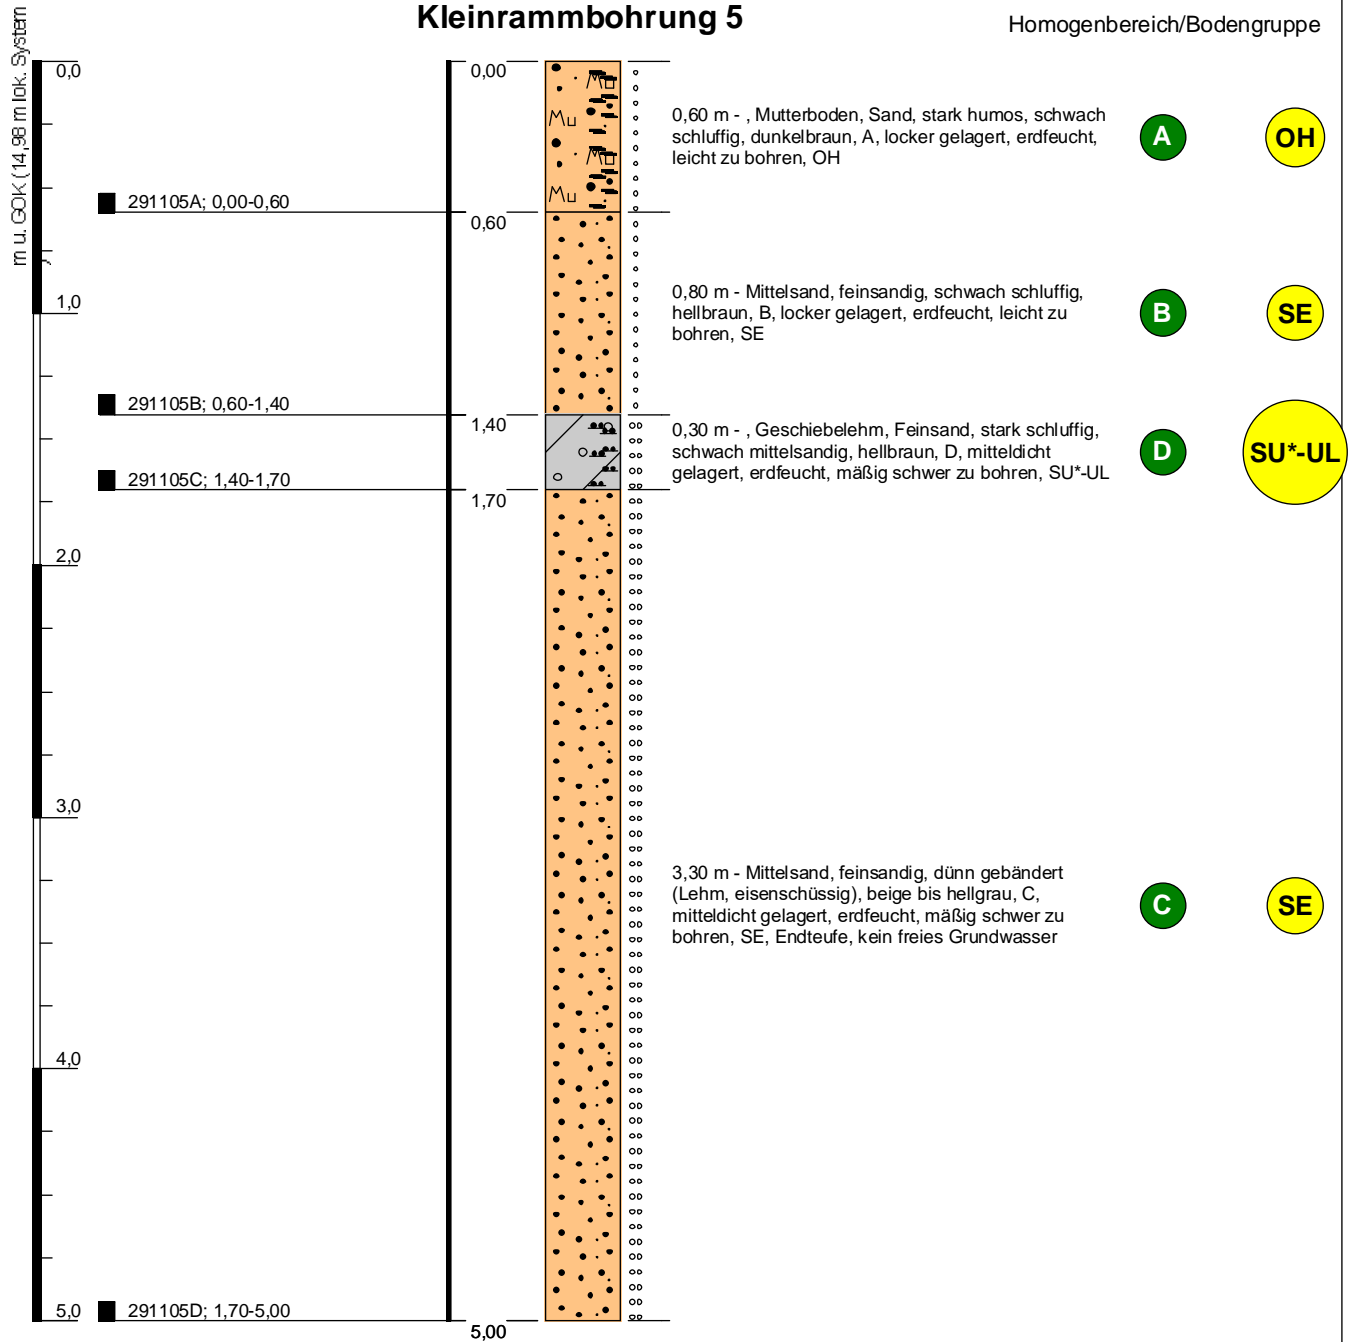 Kleinrammbohrung 5
Homogenbereich/Bodengruppe
m u. GOK (14,98 m lok. System
)
0,0
1,0
2,0
3,0
4,0
5,0
291105A; 0,00-0,60
291105B; 0,60-1,40
291105C; 1,40-1,70
291105D; 1,70-5,00
0,00
0,60
1,40
1,70
5,00
Mu
Mu
0,60 m - , Mutterboden, Sand, stark humos, schwach
schluffig, dunkelbraun, A, locker gelagert, erdfeucht,
leicht zu bohren, OH
A
OH
0,80 m - Mittelsand, feinsandig, schwach schluffig,
hellbraun, B, locker gelagert, erdfeucht, leicht zu
bohren, SE
B
SE
0,30 m - , Geschiebelehm, Feinsand, stark schluffig,
schwach mittelsandig, hellbraun, D, mitteldicht
gelagert, erdfeucht, mäßig schwer zu bohren, SU*-UL
D
SU*-UL
3,30 m - Mittelsand, feinsandig, dünn gebändert
(Lehm, eisenschüssig), beige bis hellgrau, C,
mitteldicht gelagert, erdfeucht, mäßig schwer zu
bohren, SE, Endteufe, kein freies Grundwasser
C
SE